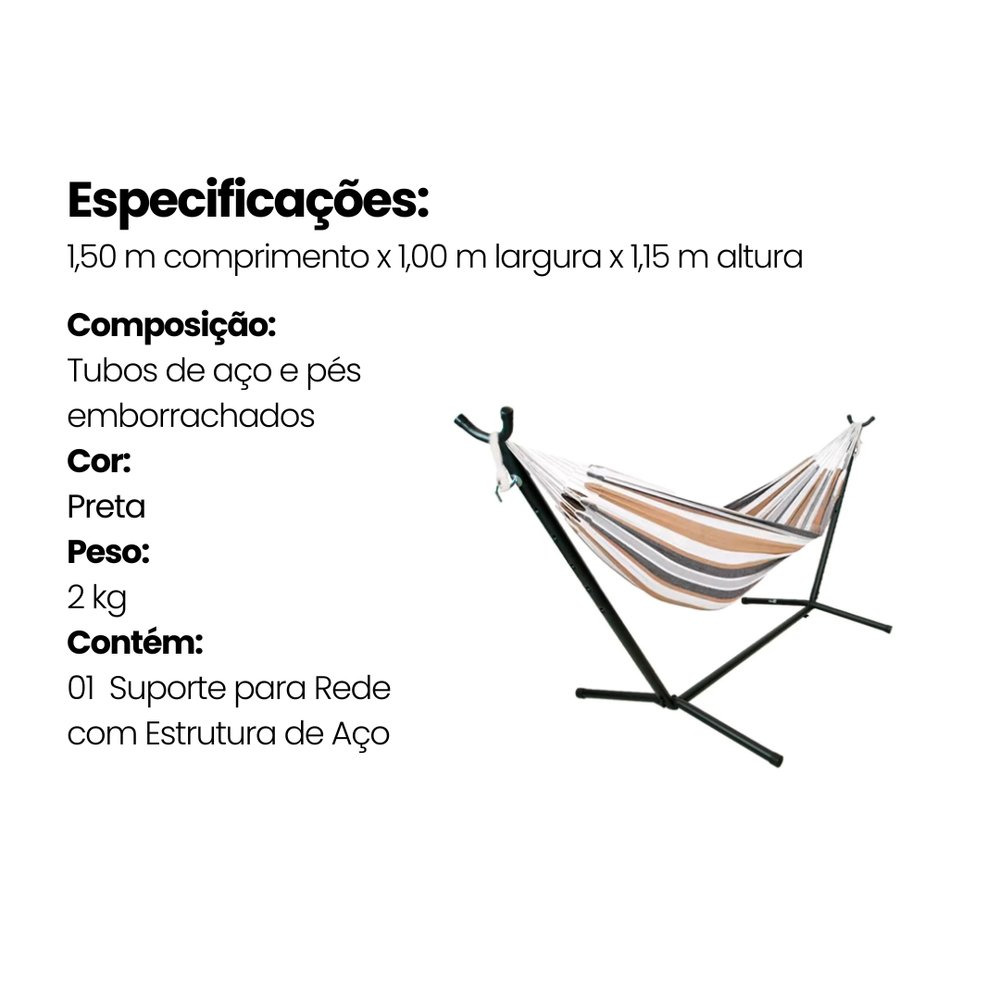 Especificações:
1,50 m comprimento x 1,00 m largura x 1,15 m altura
Composição:
Tubos de aço e pés
emborrachados
Cor:
Preta
Peso:
2 kg
Contém:
01 Suporte para Rede
com Estrutura de Aço